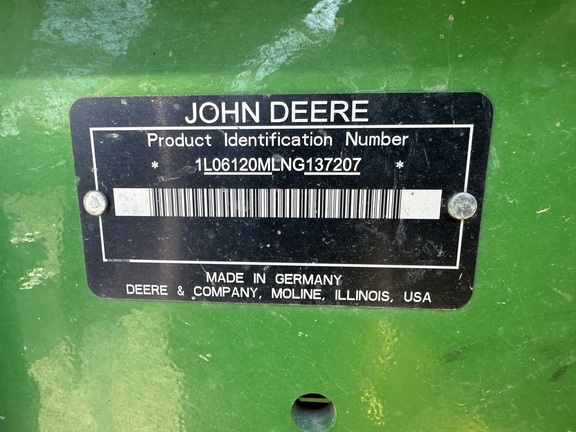 JOHN DEERE
Product Identification Number
* 1L06120MLNG137207 *
MADE IN GERMANY
DEERE & COMPANY, MOLINE, ILLINOIS, USA